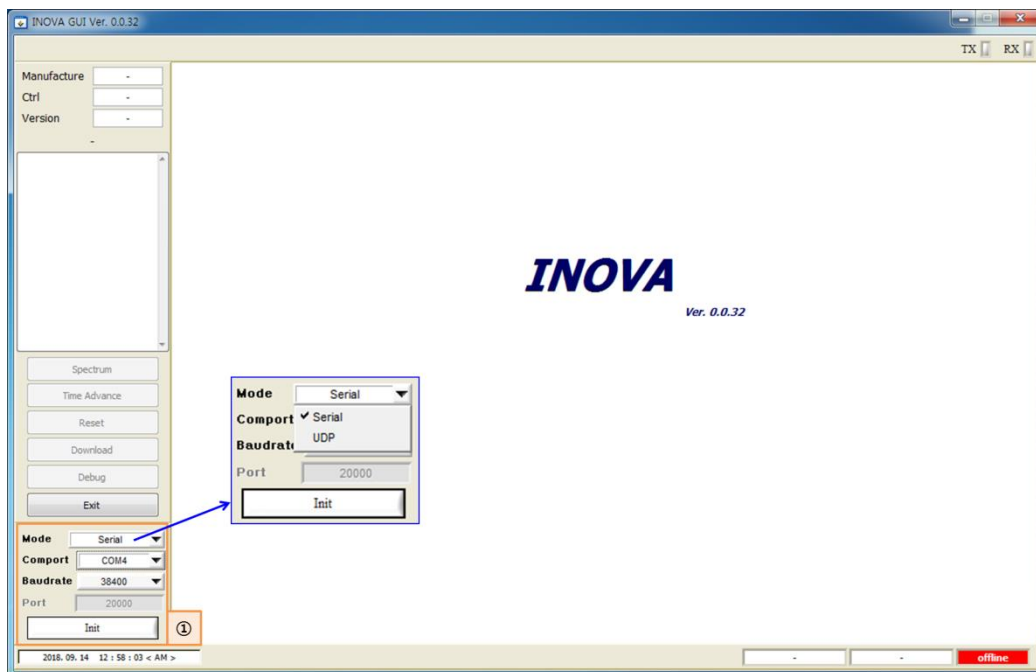 INOVA GUI Ver. 0.0.32
TX RX
Manufacture -
Ctrl -
Version -
-
INOVA
Ver. 0.0.32
Spectrum
Time Advance
Reset
Download
Debug
Exit
Mode Serial
Comport ✓ Serial
UDP
Baudrate
Port 20000
Init
Mode Serial
Comport COM4
Baudrate 38400
Port 20000
Init
①
2018. 09. 14 12 : 58 : 03 < AM >
- - offline